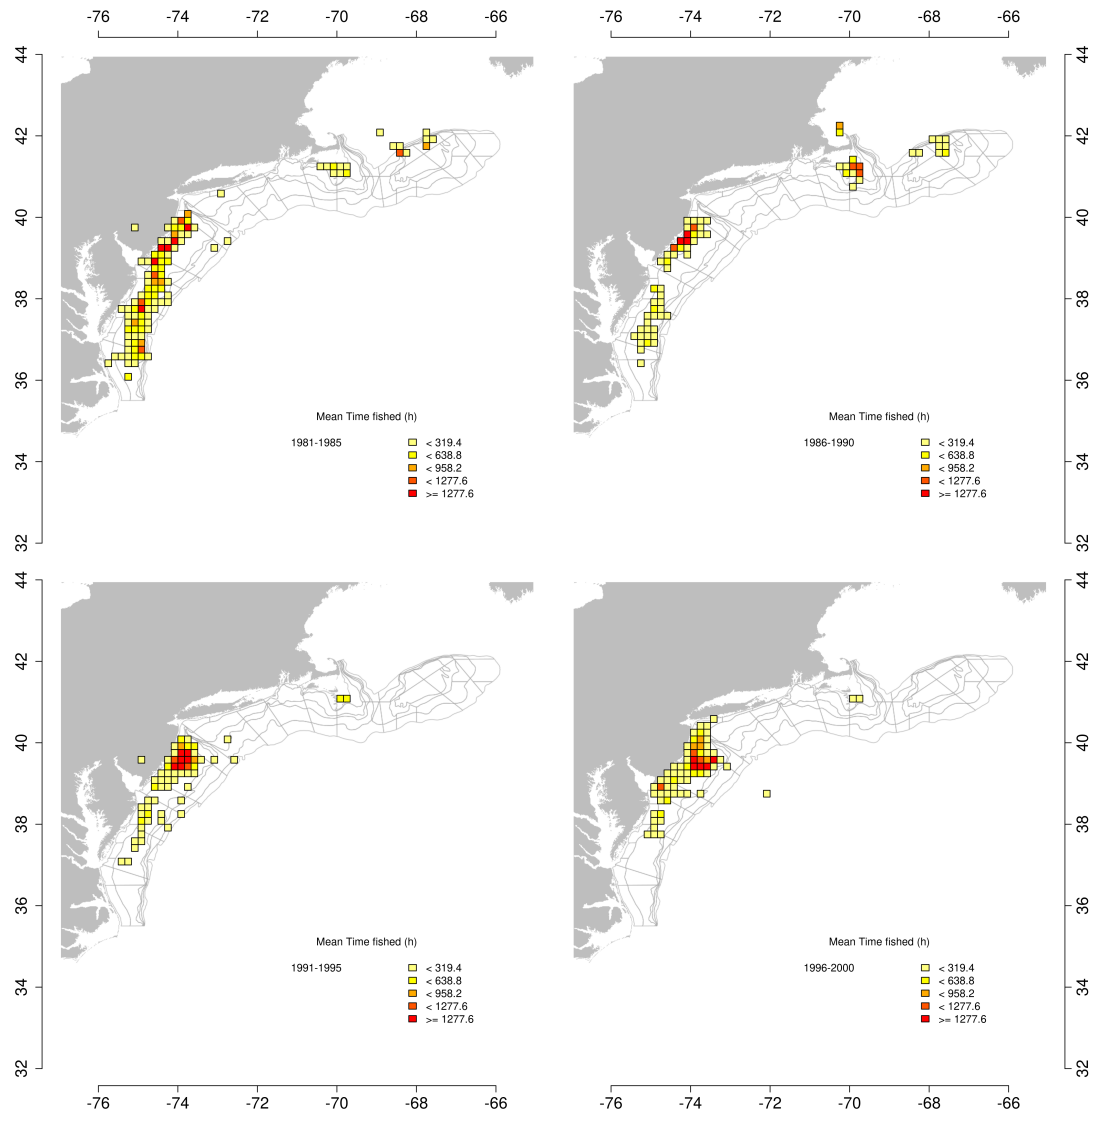 -76 -74 -72 -70 -68 -66 -76 -74 -72 -70 -68 -66
44 44
42 42
40 40
38 38
36 36
Mean Time fished (h) Mean Time fished (h)
1981-1985 < 319.4 1986-1990 < 319.4
< 638.8 < 638.8
34 < 958.2 < 958.2 34
< 1277.6 < 1277.6
>= 1277.6 >= 1277.6
32 32
44 44
42 42
40 40
38 38
36 36
Mean Time fished (h) Mean Time fished (h)
1991-1995 < 319.4 1996-2000 < 319.4
< 638.8 < 638.8
34 < 958.2 < 958.2 34
< 1277.6 < 1277.6
>= 1277.6 >= 1277.6
32 32
-76 -74 -72 -70 -68 -66 -76 -74 -72 -70 -68 -66